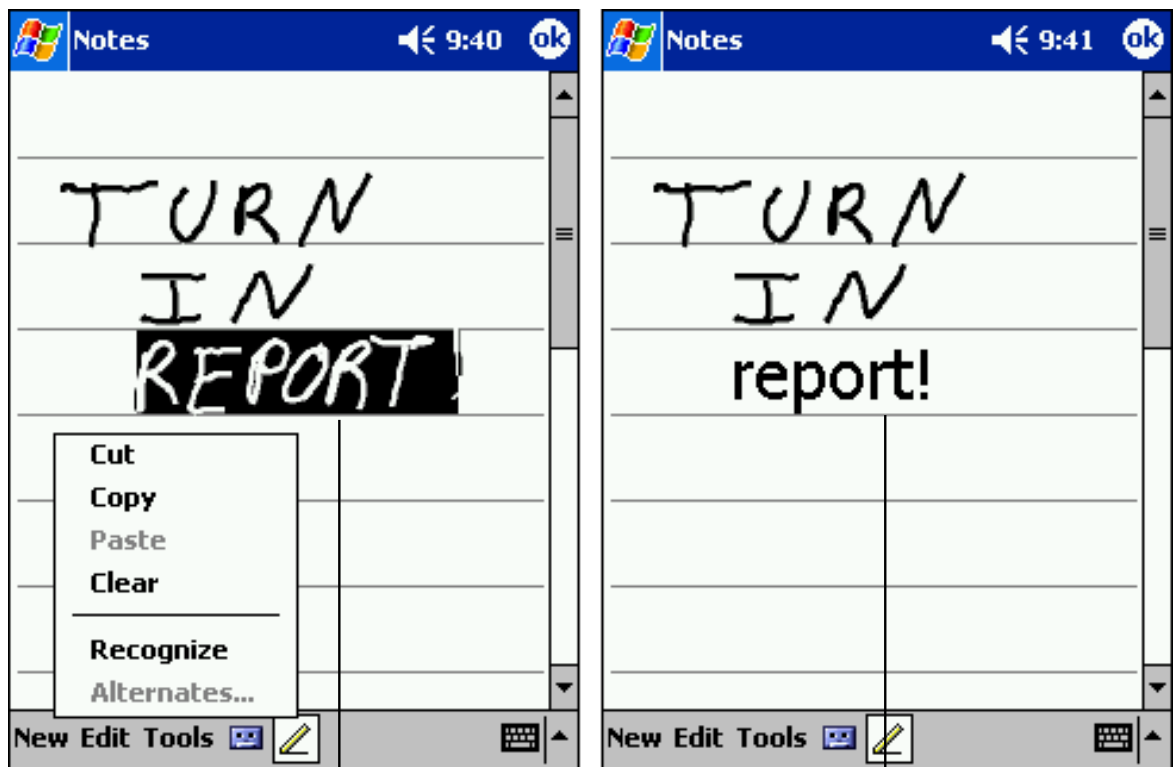 Notes 9:40 ok
TURN
IN
REPORT!
Cut
Copy
Paste
Clear
Recognize
Alternates...
New Edit Tools
Notes 9:41 ok
TURN
IN
report!
New Edit Tools